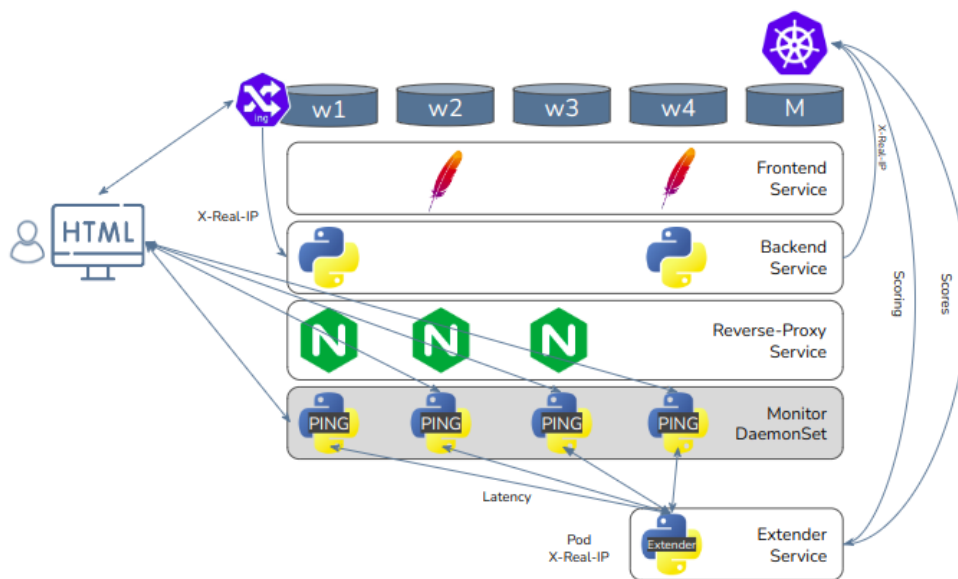 ing
w1
w2
w3
w4
M
X-Real-IP
Frontend
Service
X-Real-IP
HTML
Backend
Service
Scoring
Scores
N
N
N
Reverse-Proxy
Service
PING
PING
PING
PING
Monitor
DaemonSet
Latency
Pod
X-Real-IP
Extender
Extender
Service